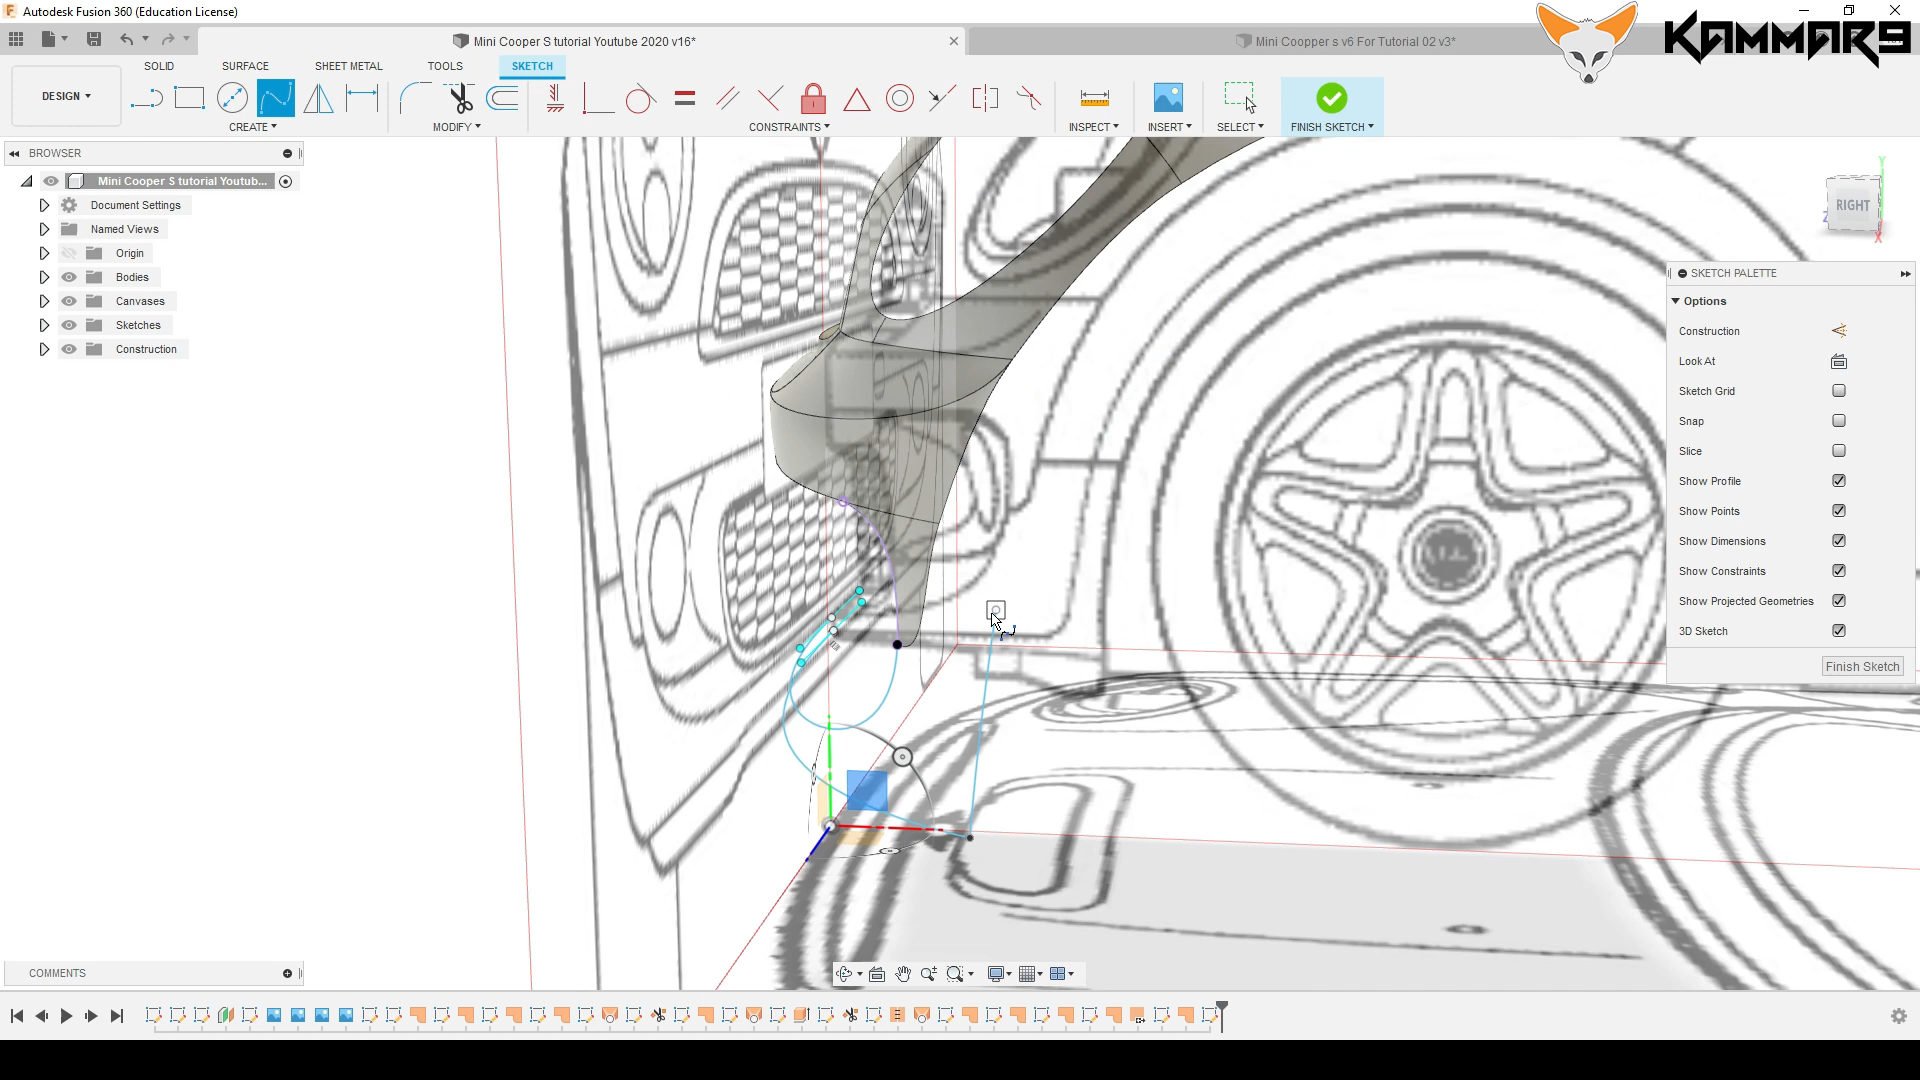 Autodesk Fusion 360 (Education License)
KAMMAR9
Mini Cooper S tutorial Youtube 2020 v16*
Mini Coopper s v6 For Tutorial 02 v3*
SOLID
SURFACE
SHEET METAL
TOOLS
SKETCH
DESIGN
CREATE
MODIFY
CONSTRAINTS
INSPECT
INSERT
SELECT
FINISH SKETCH
BROWSER
Mini Cooper S tutorial Youtub...
Document Settings
Named Views
Origin
Bodies
Canvases
Sketches
Construction
Y
RIGHT
Z
X
SKETCH PALETTE
Options
Construction
Look At
Sketch Grid
Snap
Slice
Show Profile
Show Points
Show Dimensions
Show Constraints
Show Projected Geometries
3D Sketch
Finish Sketch
COMMENTS